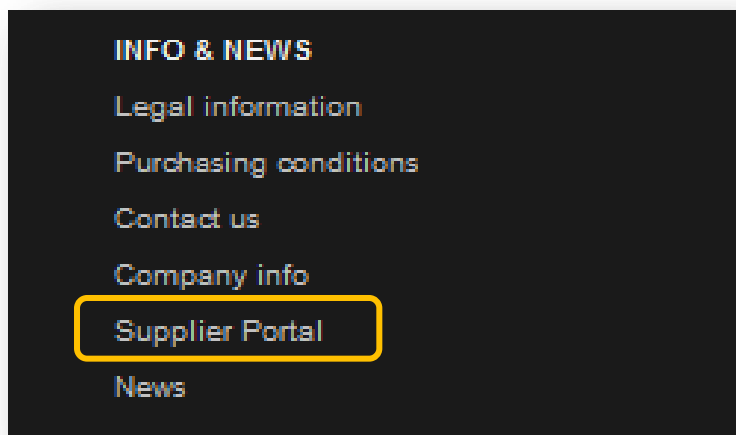 INFO & NEWS
Legal information
Purchasing conditions
Contact us
Company info
Supplier Portal
News